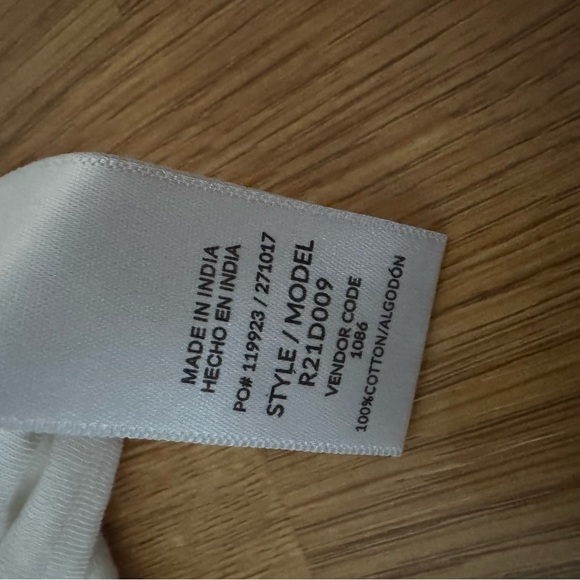 MADE IN INDIA
HECHO EN INDIA
PO# 119923 / 271017
STYLE / MODEL
R21D009
VENDOR CODE
1086
100%COTTON/ALGODÓN